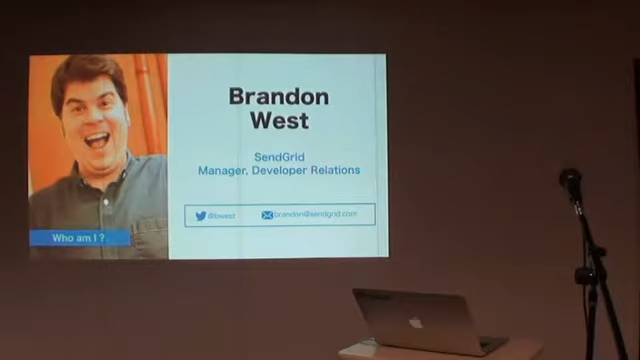 Brandon
West
SendGrid
Manager, Developer Relations
@bwest
brandon@sendgrid.com
Who am I ?